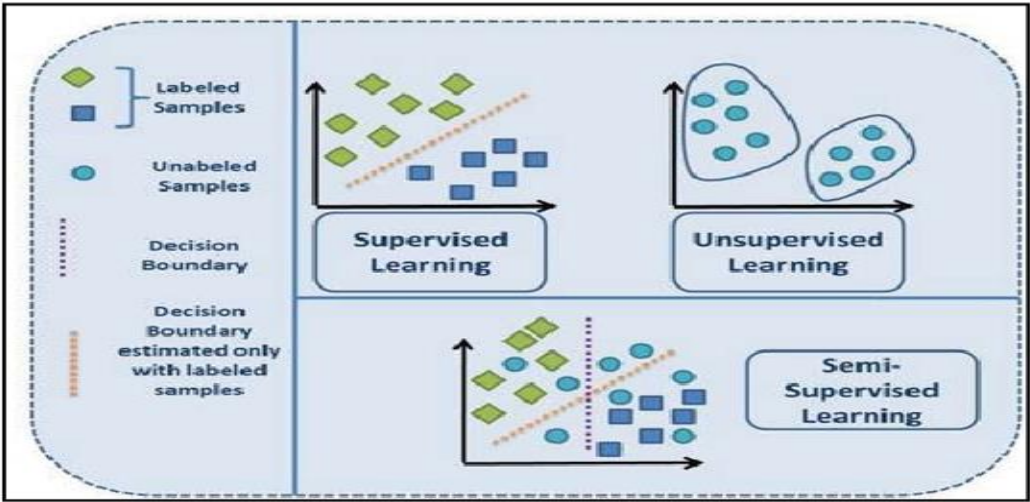 Labeled
Samples
Unabeled
Samples
Decision
Boundary
Decision
Boundary
estimated only
with labeled
samples
Supervised
Learning
Unsupervised
Learning
Semi-
Supervised
Learning